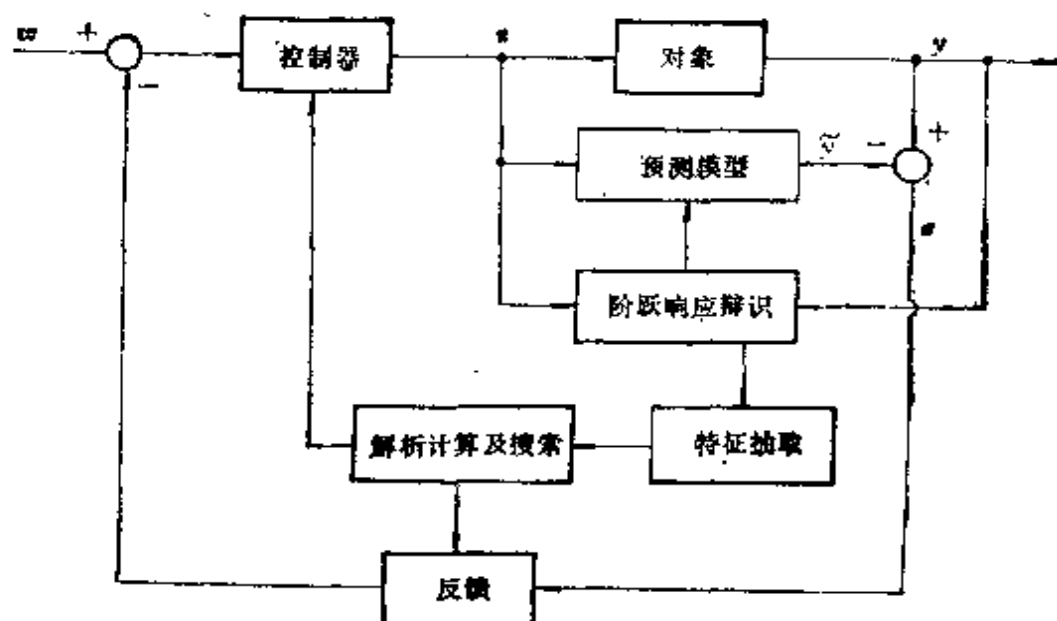 w + 控制器 u 对象 y
−
预测模型 − +
e
阶跃响应辩识
解析计算及搜索 特征抽取
反馈